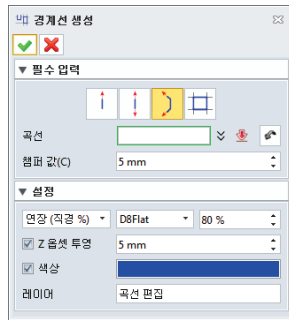 경계선 생성
필수 입력
곡선
챔퍼 값(C) 5 mm
설정
연장 (직경 %) D8Flat 80 %
Z 옵셋 투영 5 mm
색상
레이어 곡선 편집